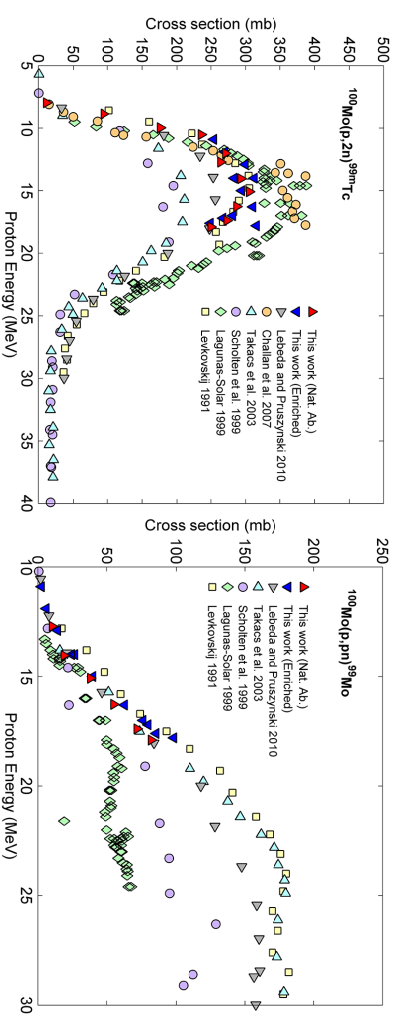 Cross section (mb)
0 50 100 150 200 250 300 350 400 450 500
¹⁰⁰Mo(p,2n)⁹⁹ᵐTc
This work (Nat. Ab.)
This work (Enriched)
Lebeda and Pruszynski 2010
Challan et al. 2007
Takacs et al. 2003
Scholten et al. 1999
Lagunas-Solar 1999
Levkovskij 1991
5 10 15 20 25 30 35 40
Proton Energy (MeV)
Cross section (mb)
0 50 100 150 200 250
¹⁰⁰Mo(p,pn)⁹⁹Mo
This work (Nat. Ab.)
This work (Enriched)
Lebeda and Pruszynski 2010
Takacs et al. 2003
Scholten et al. 1999
Lagunas-Solar 1999
Levkovskij 1991
10 15 20 25 30
Proton Energy (MeV)